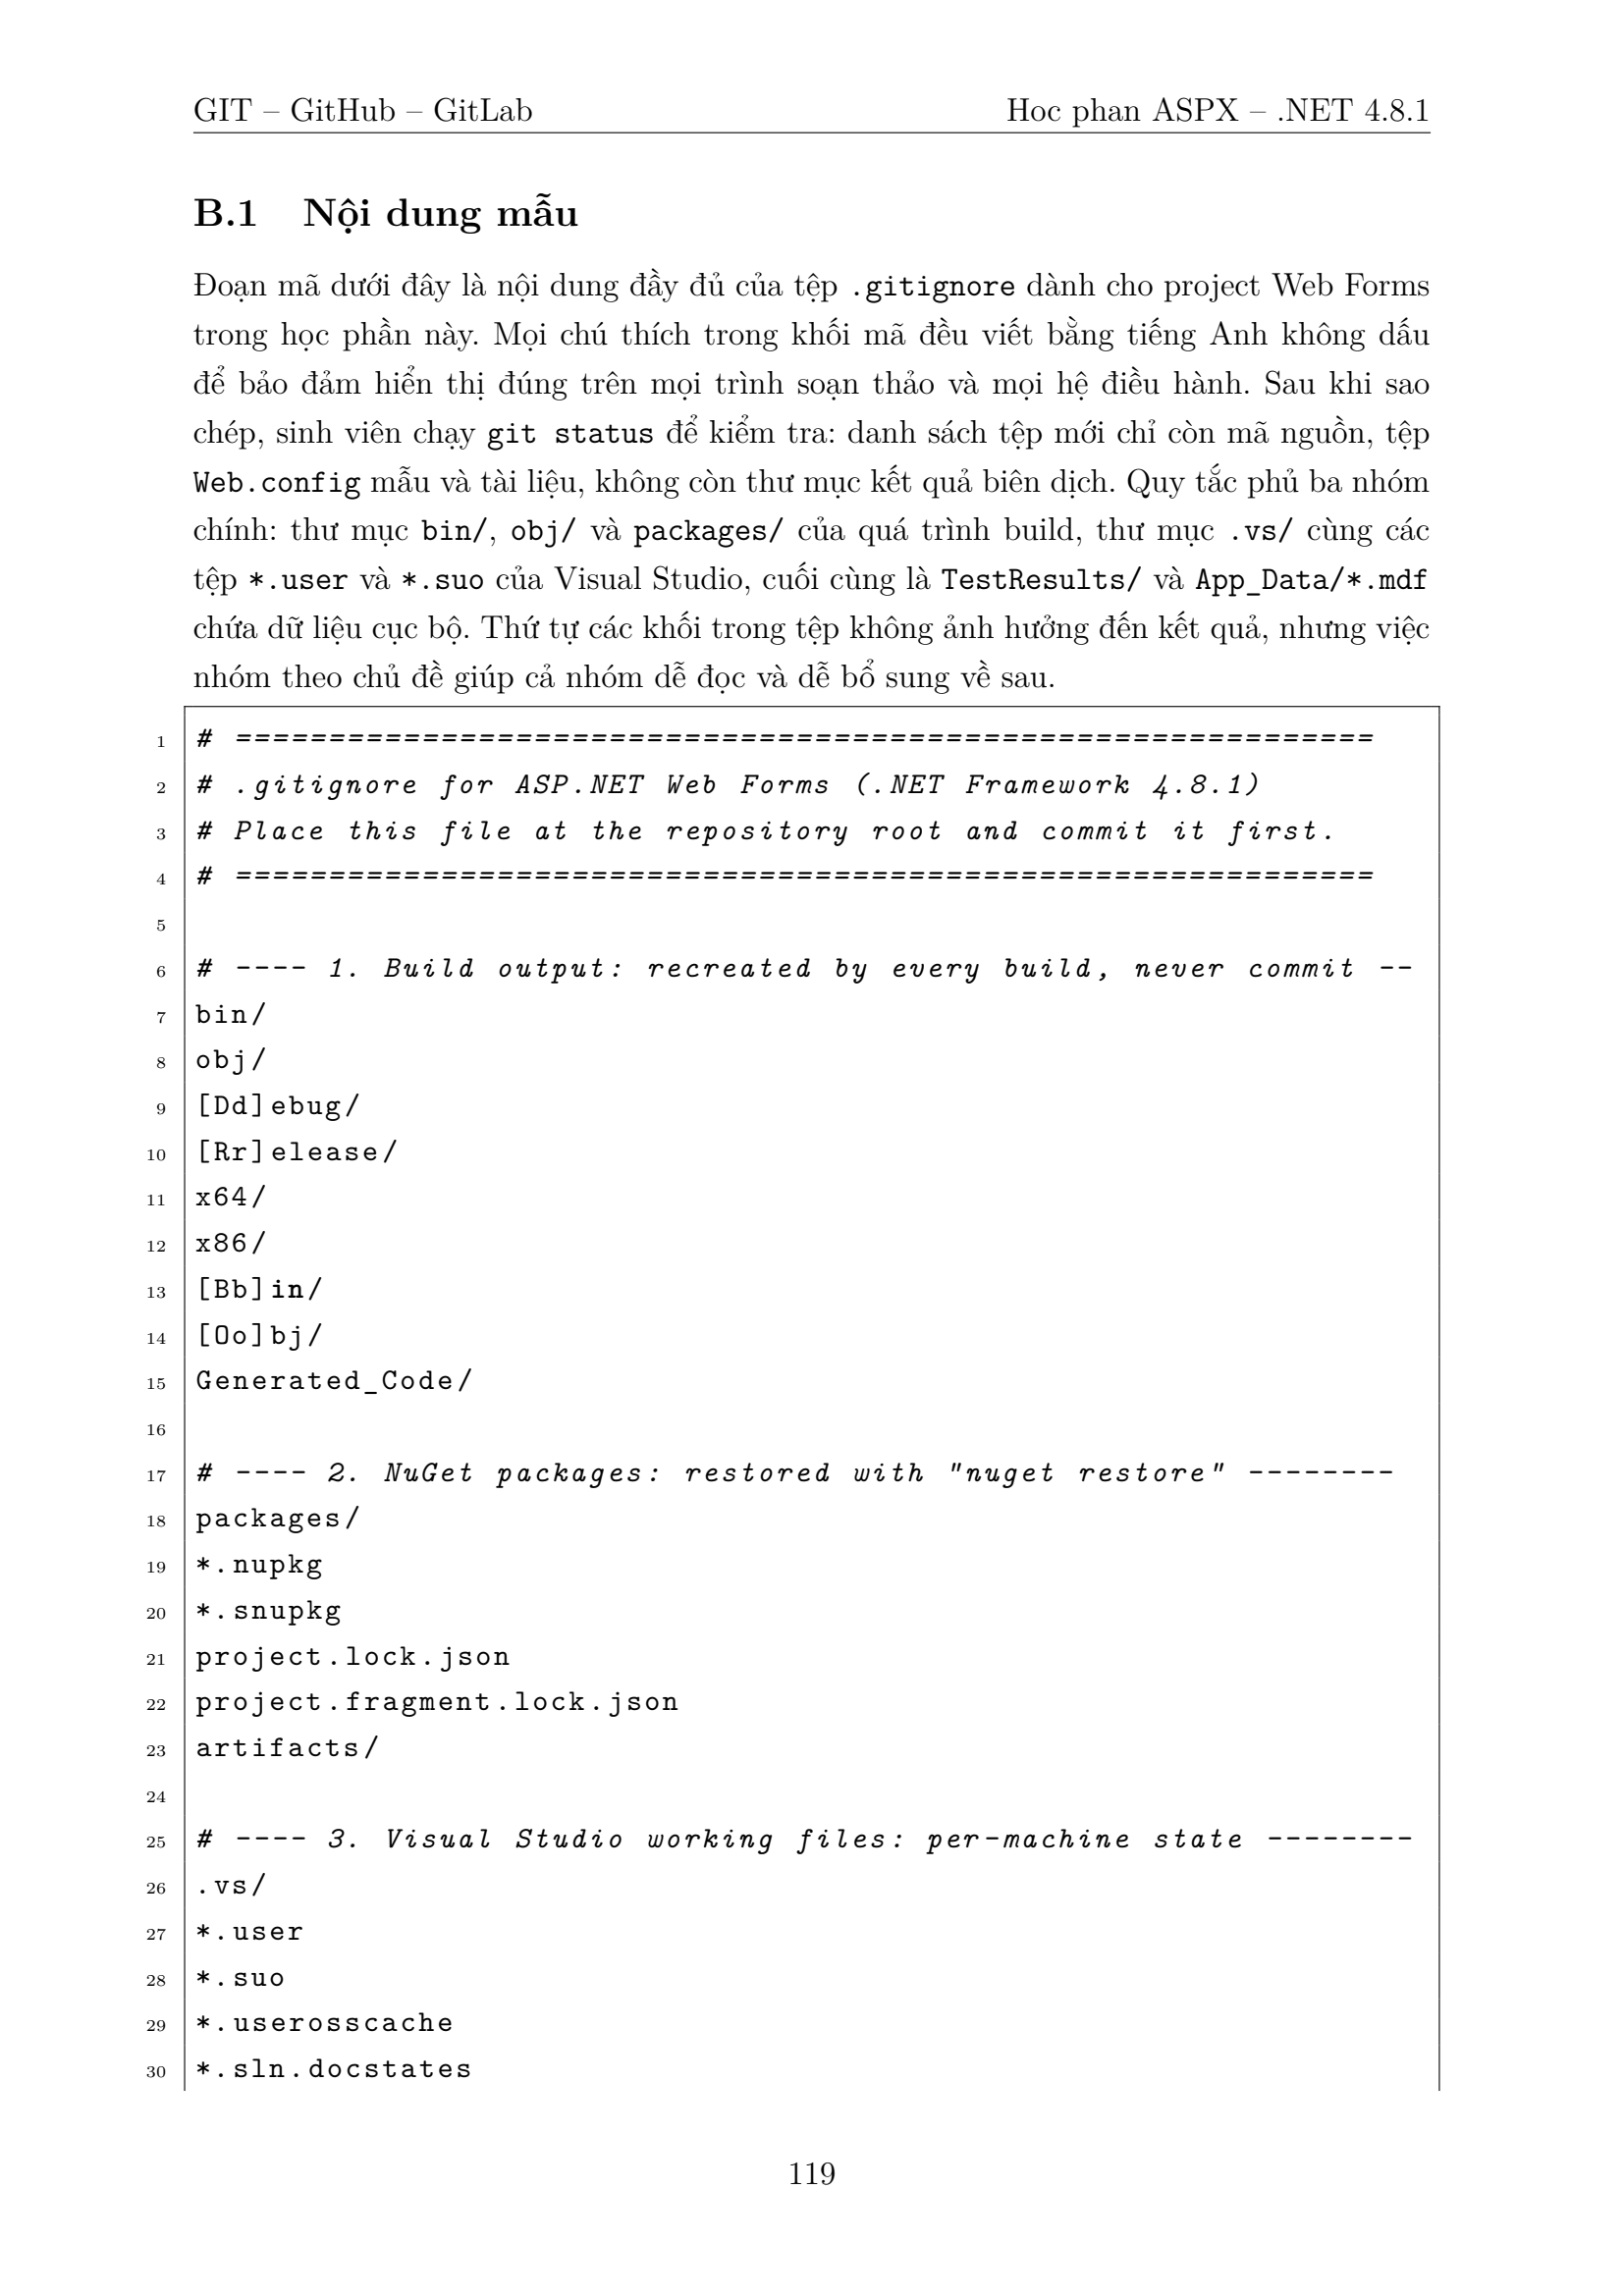 GIT – GitHub – GitLab
Hoc phan ASPX – .NET 4.8.1
B.1 Nội dung mẫu
Đoạn mã dưới đây là nội dung đầy đủ của tệp .gitignore dành cho project Web Forms
trong học phần này. Mọi chú thích trong khối mã đều viết bằng tiếng Anh không dấu
để bảo đảm hiển thị đúng trên mọi trình soạn thảo và mọi hệ điều hành. Sau khi sao
chép, sinh viên chạy git status để kiểm tra: danh sách tệp mới chỉ còn mã nguồn, tệp
Web.config mẫu và tài liệu, không còn thư mục kết quả biên dịch. Quy tắc phủ ba nhóm
chính: thư mục bin/, obj/ và packages/ của quá trình build, thư mục .vs/ cùng các
tệp *.user và *.suo của Visual Studio, cuối cùng là TestResults/ và App_Data/*.mdf
chứa dữ liệu cục bộ. Thứ tự các khối trong tệp không ảnh hưởng đến kết quả, nhưng việc
nhóm theo chủ đề giúp cả nhóm dễ đọc và dễ bổ sung về sau.
1 # =============================================================
2 # .gitignore for ASP.NET Web Forms (.NET Framework 4.8.1)
3 # Place this file at the repository root and commit it first.
4 # =============================================================
5
6 # ---- 1. Build output: recreated by every build, never commit --
7 bin/
8 obj/
9 [Dd]ebug/
10 [Rr]elease/
11 x64/
12 x86/
13 [Bb]in/
14 [Oo]bj/
15 Generated_Code/
16
17 # ---- 2. NuGet packages: restored with "nuget restore" --------
18 packages/
19 *.nupkg
20 *.snupkg
21 project.lock.json
22 project.fragment.lock.json
23 artifacts/
24
25 # ---- 3. Visual Studio working files: per-machine state --------
26 .vs/
27 *.user
28 *.suo
29 *.userosscache
30 *.sln.docstates
119